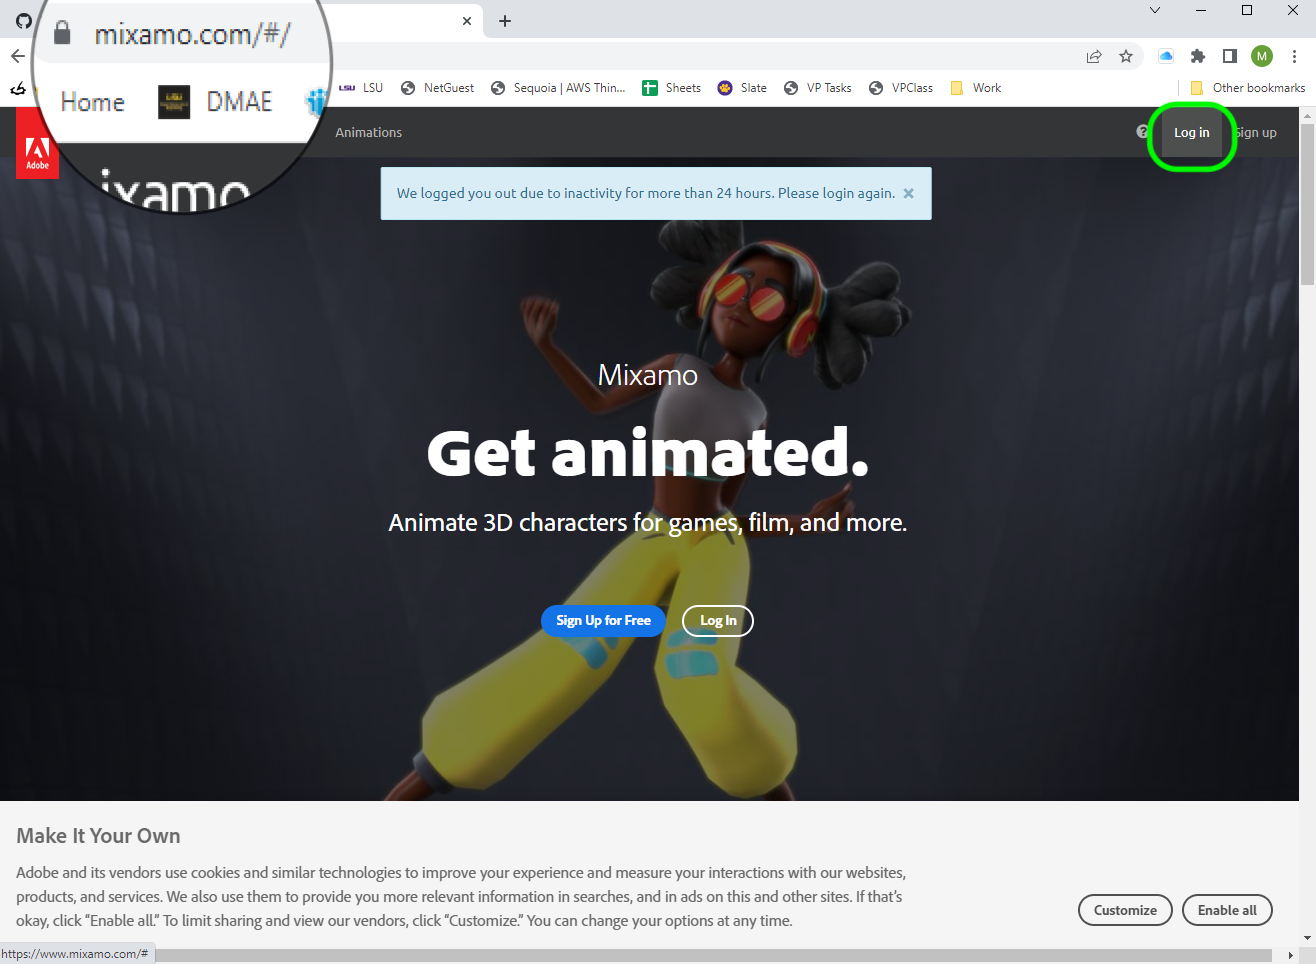 mixamo.com/#/
M
Home DMAE LSU LSU NetGuest Sequoia | AWS Thin... Sheets Slate VP Tasks VPClass Work Other bookmarks
Adobe
ixamo
Animations
? Log in Sign up
We logged you out due to inactivity for more than 24 hours. Please login again. ×
Mixamo
Get animated.
Animate 3D characters for games, film, and more.
Sign Up for Free Log In
Make It Your Own
Adobe and its vendors use cookies and similar technologies to improve your experience and measure your interactions with our websites,
products, and services. We also use them to provide you more relevant information in searches, and in ads on this and other sites. If that’s
okay, click “Enable all.” To limit sharing and view our vendors, click “Customize.” You can change your options at any time.
Customize Enable all
https://www.mixamo.com/#